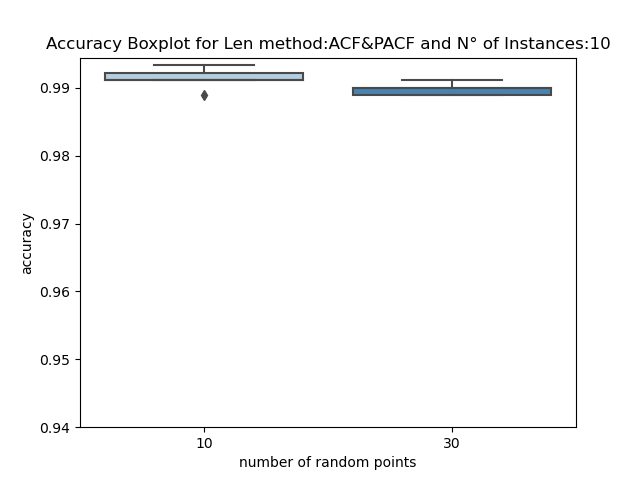 Accuracy Boxplot for Len method:ACF&PACF and N° of Instances:10
0.99
0.98
0.97
0.96
0.95
0.94
accuracy
10 30
number of random points